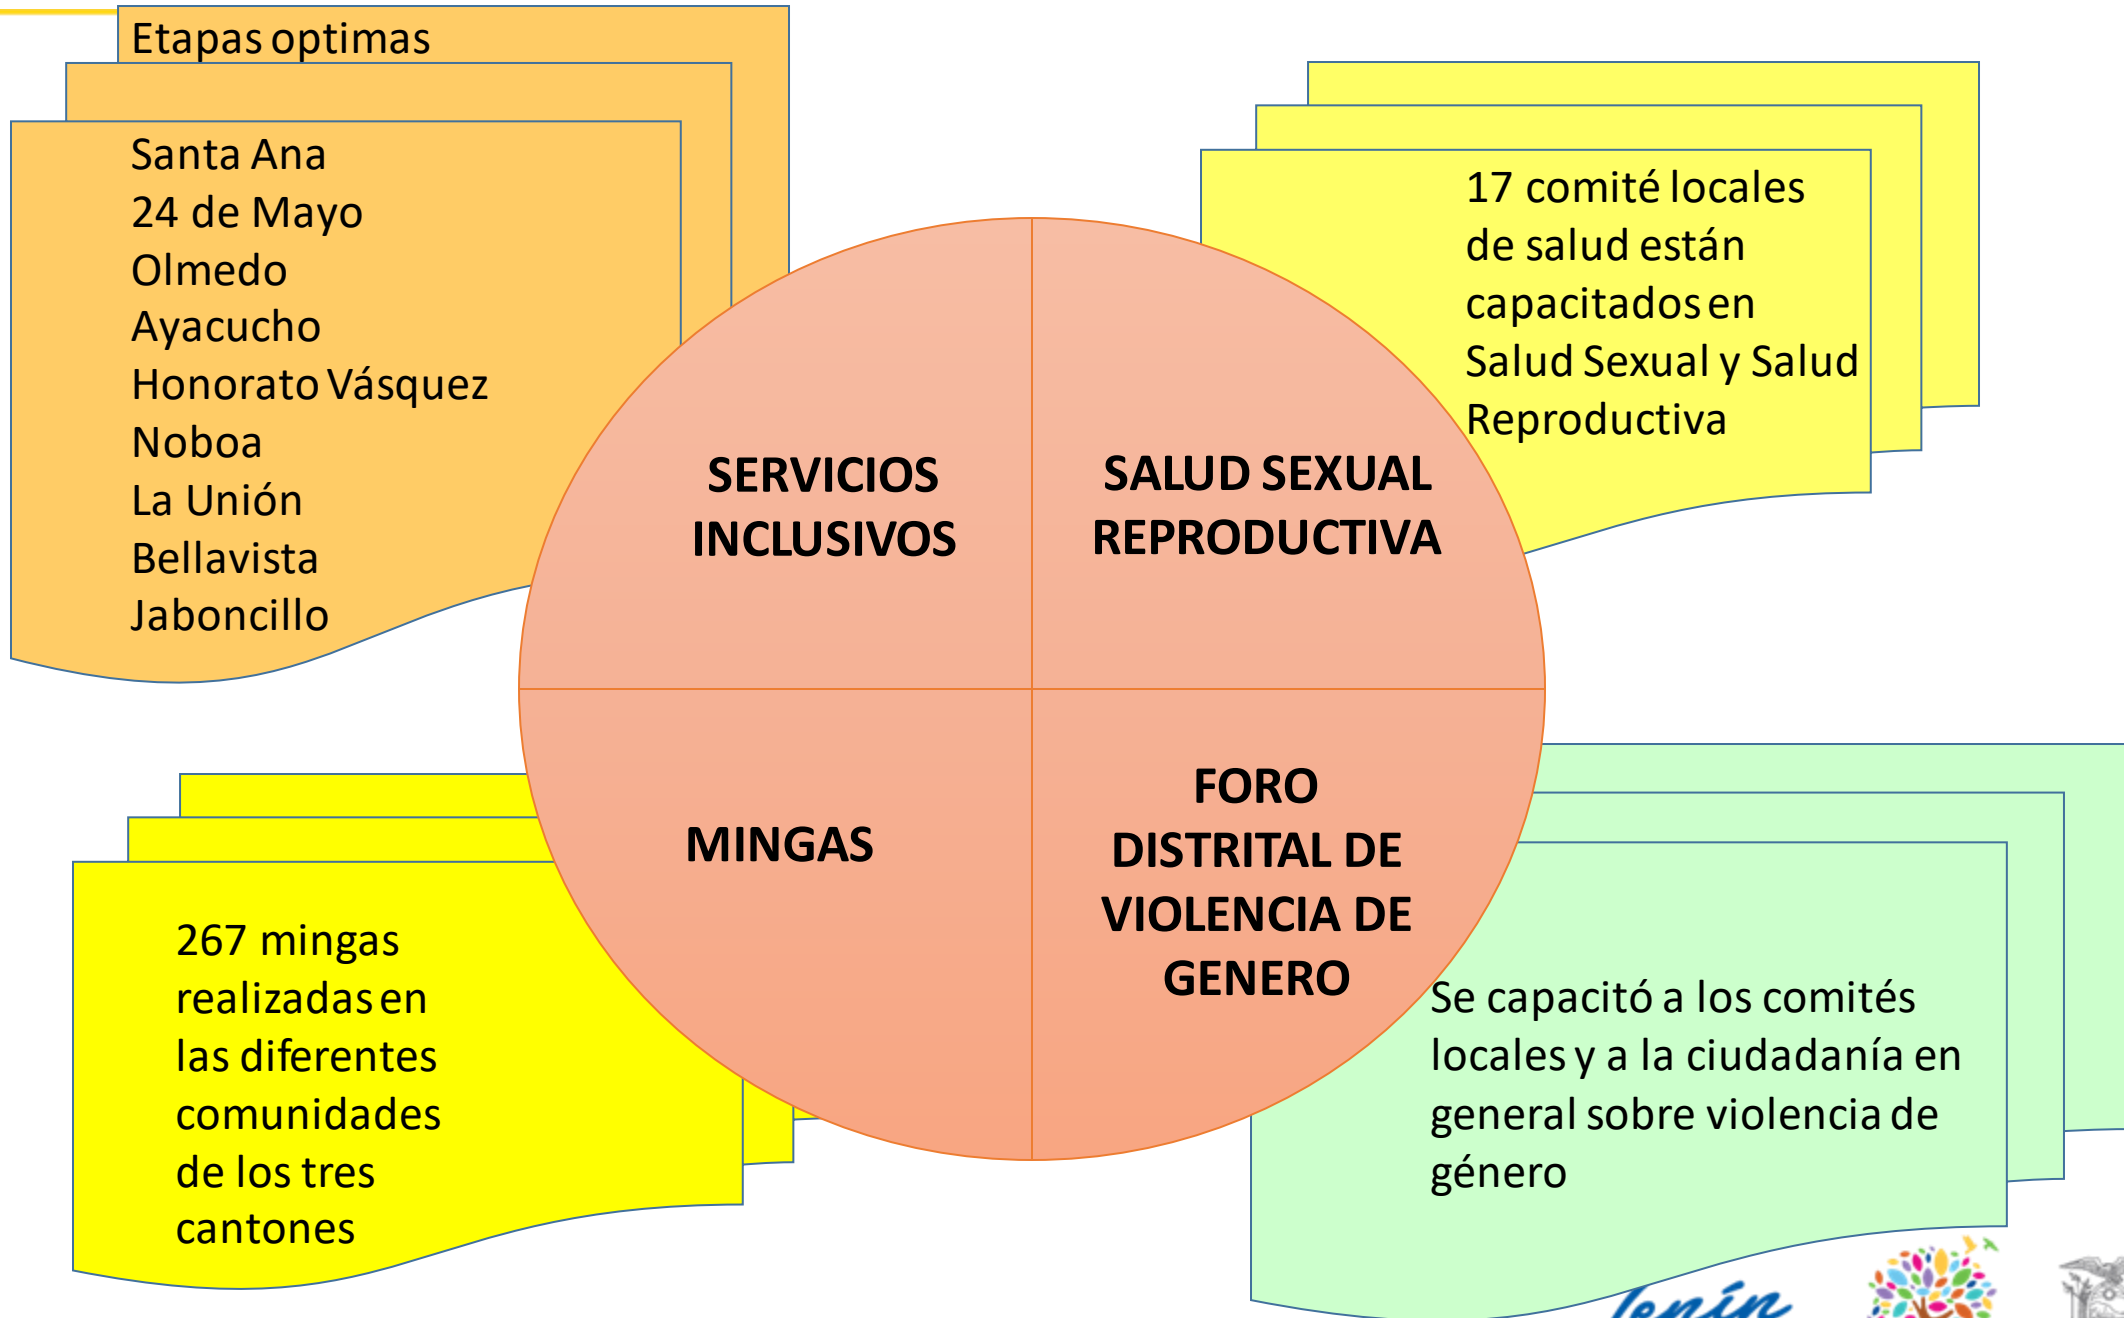 Etapas optimas
Santa Ana
24 de Mayo
Olmedo
Ayacucho
Honorato Vásquez
Noboa
La Unión
Bellavista
Jaboncillo
17 comité locales
de salud están
capacitados en
Salud Sexual y Salud
Reproductiva
SERVICIOS
INCLUSIVOS
SALUD SEXUAL
REPRODUCTIVA
MINGAS
FORO
DISTRITAL DE
VIOLENCIA DE
GENERO
267 mingas
realizadas en
las diferentes
comunidades
de los tres
cantones
Se capacitó a los comités
locales y a la ciudadanía en
general sobre violencia de
género
Lenín